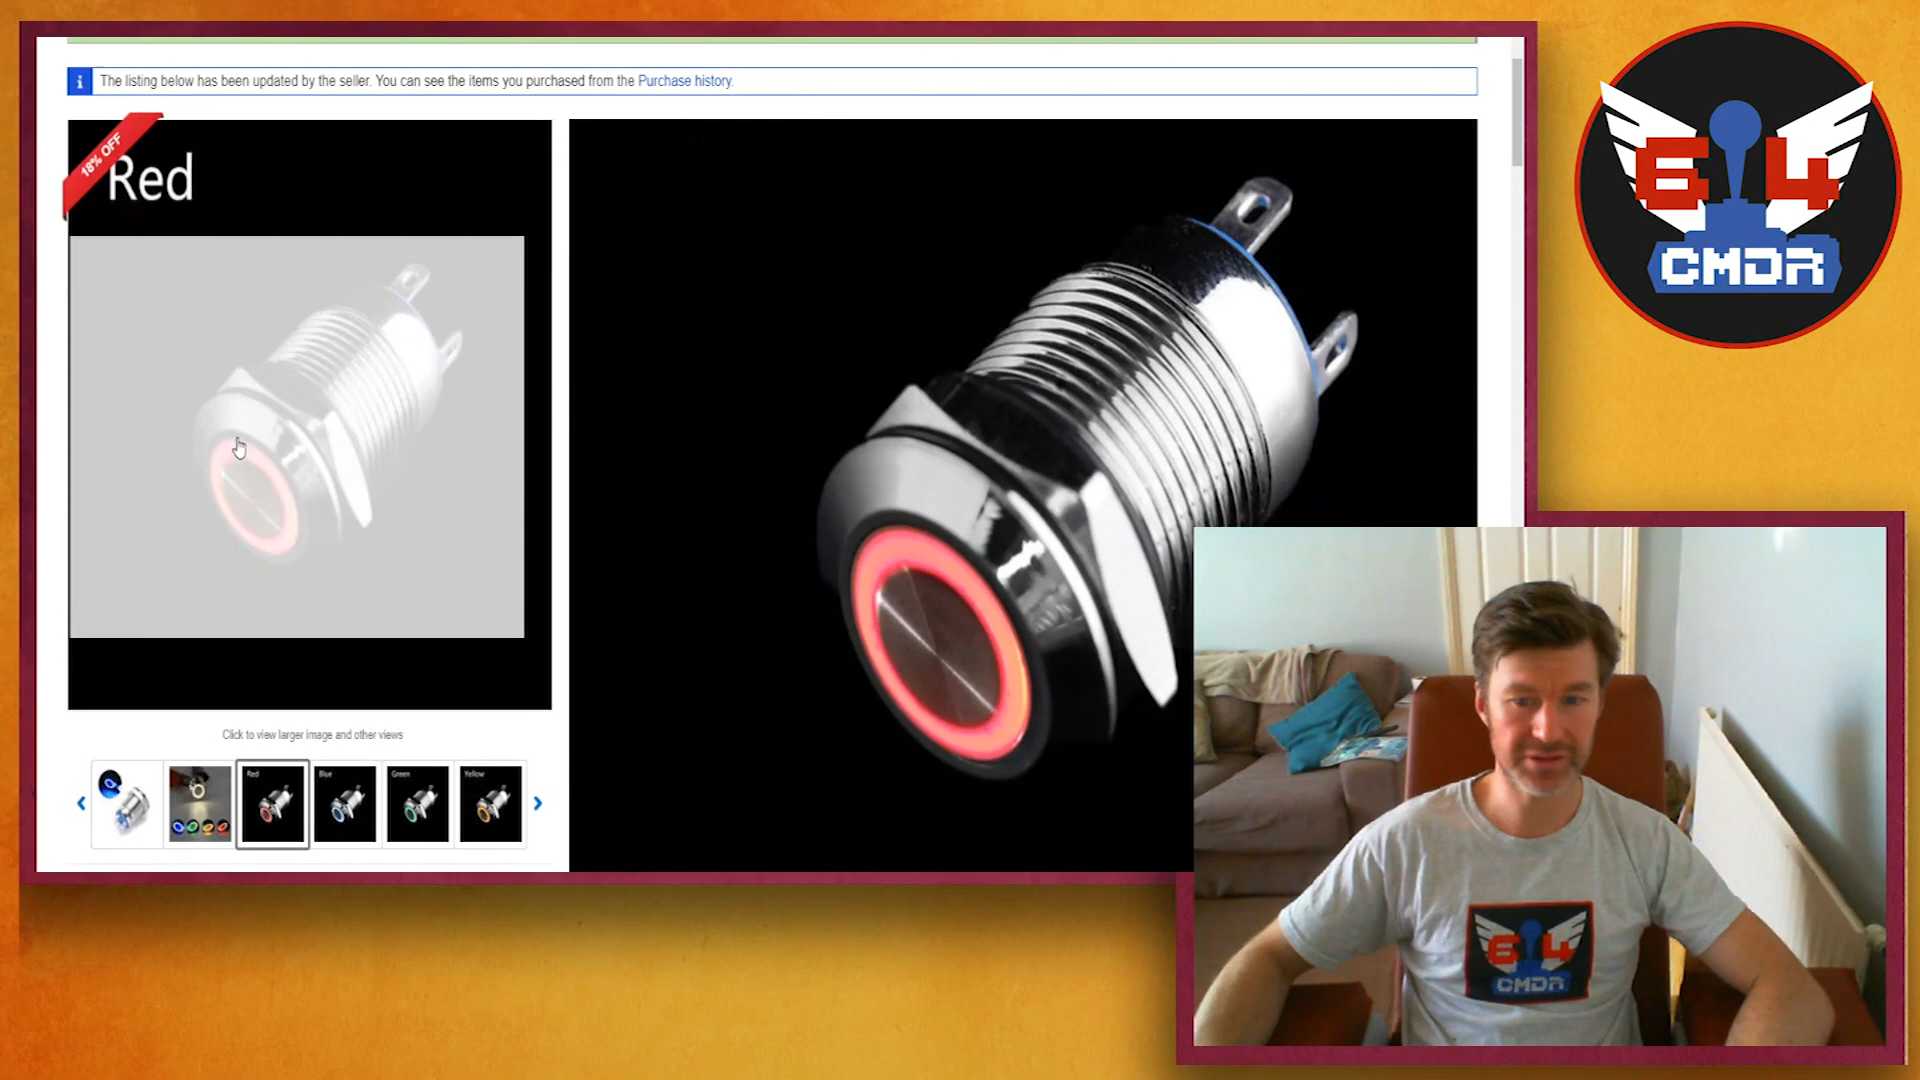 The listing below has been updated by the seller. You can see the items you purchased from the Purchase history.
18% OFF
Red
Click to view larger image and other views
Red
Blue
Green
Yellow
64
CMDR
64
CMDR